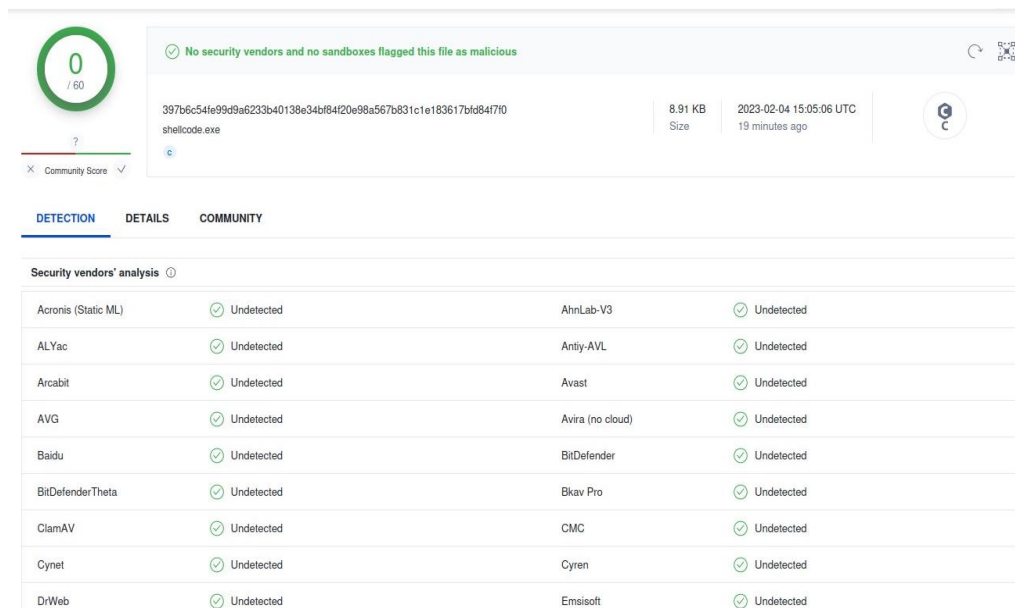 0
/ 60
?
Community Score
No security vendors and no sandboxes flagged this file as malicious
397b6c54fe99d9a6233b40138e34bf84f20e98a567b831c1e183617bfd84f7f0
shellcode.exe
c
8.91 KB
Size
2023-02-04 15:05:06 UTC
19 minutes ago
C
DETECTION DETAILS COMMUNITY
Security vendors' analysis
Acronis (Static ML) Undetected AhnLab-V3 Undetected
ALYac Undetected Antiy-AVL Undetected
Arcabit Undetected Avast Undetected
AVG Undetected Avira (no cloud) Undetected
Baidu Undetected BitDefender Undetected
BitDefenderTheta Undetected Bkav Pro Undetected
ClamAV Undetected CMC Undetected
Cynet Undetected Cyren Undetected
DrWeb Undetected Emsisoft Undetected